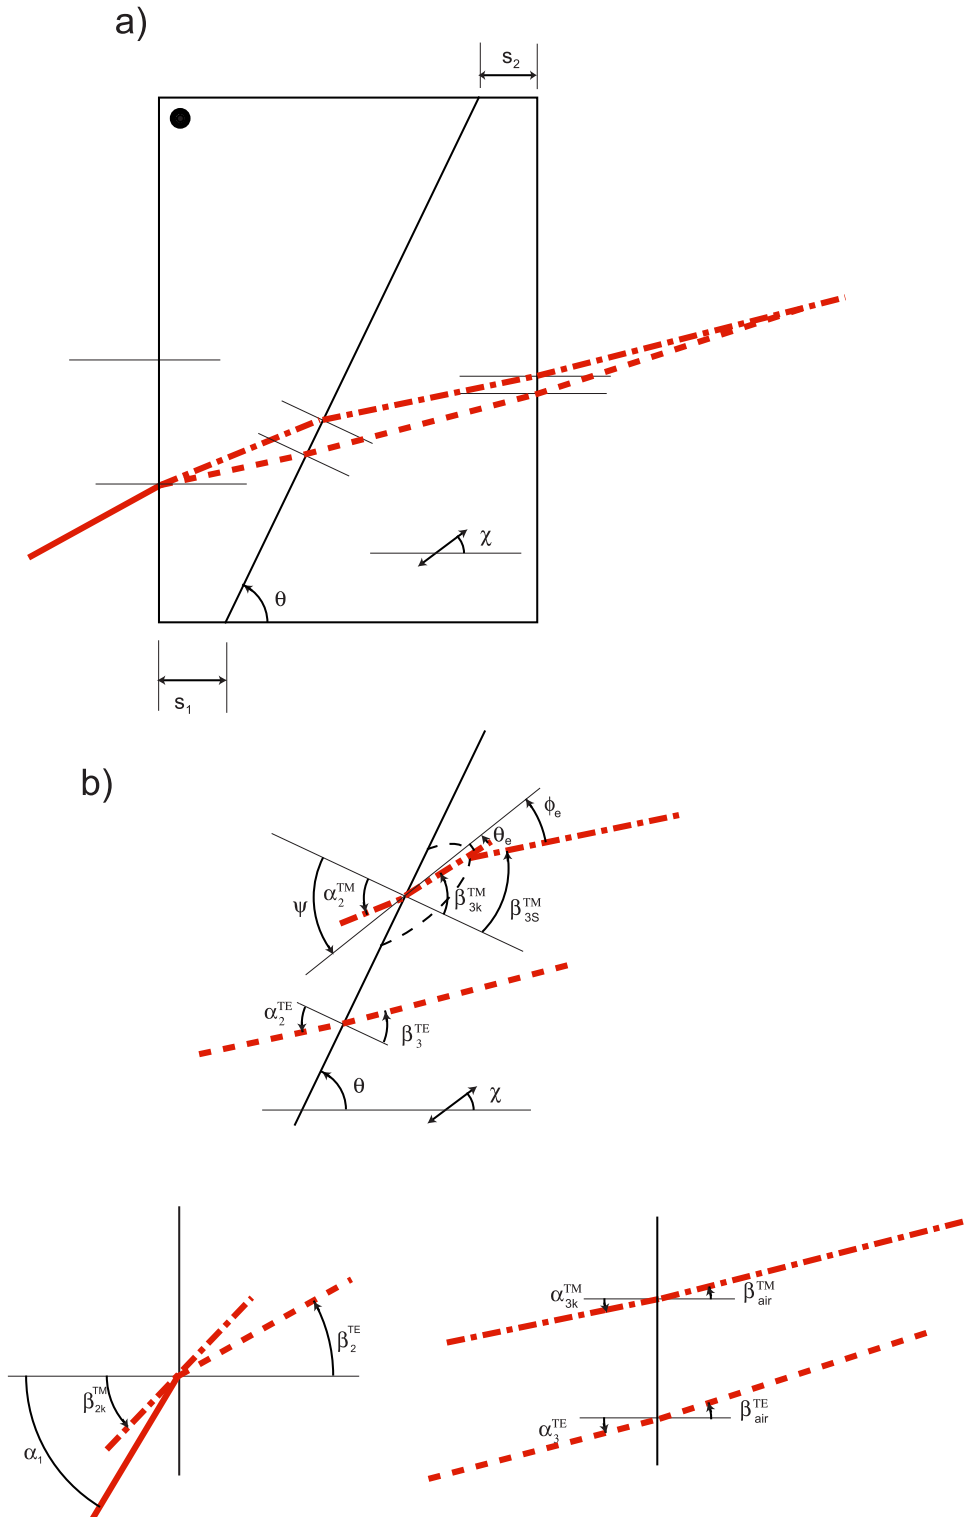 a)
s₂
χ
θ
s₁
b)
ϕₑ
θₑ
ψ
α₂ᵀᴹ
β₃ₖᵀᴹ
β₃Sᵀᴹ
α₂ᵀᴱ
β₃ᵀᴱ
θ
χ
α₃ₖᵀᴹ
βairᵀᴹ
β₂ᵀᴱ
β₂ₖᵀᴹ
α₃ᵀᴱ
βairᵀᴱ
α₁